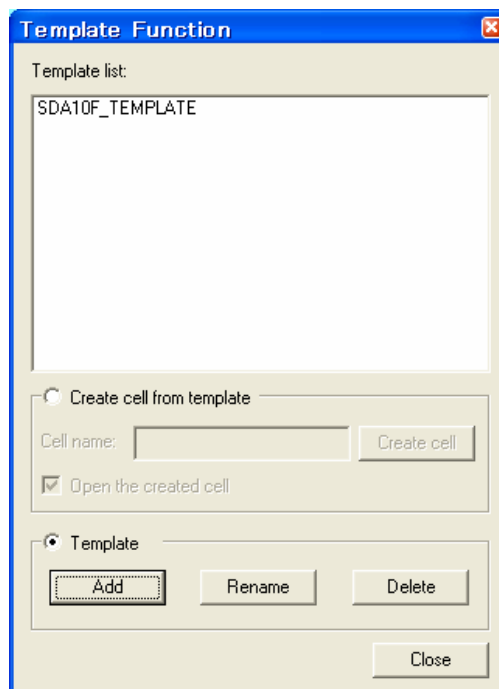 Template Function
Template list:
SDA10F_TEMPLATE
Create cell from template
Cell name: Create cell
Open the created cell
Template
Add Rename Delete
Close